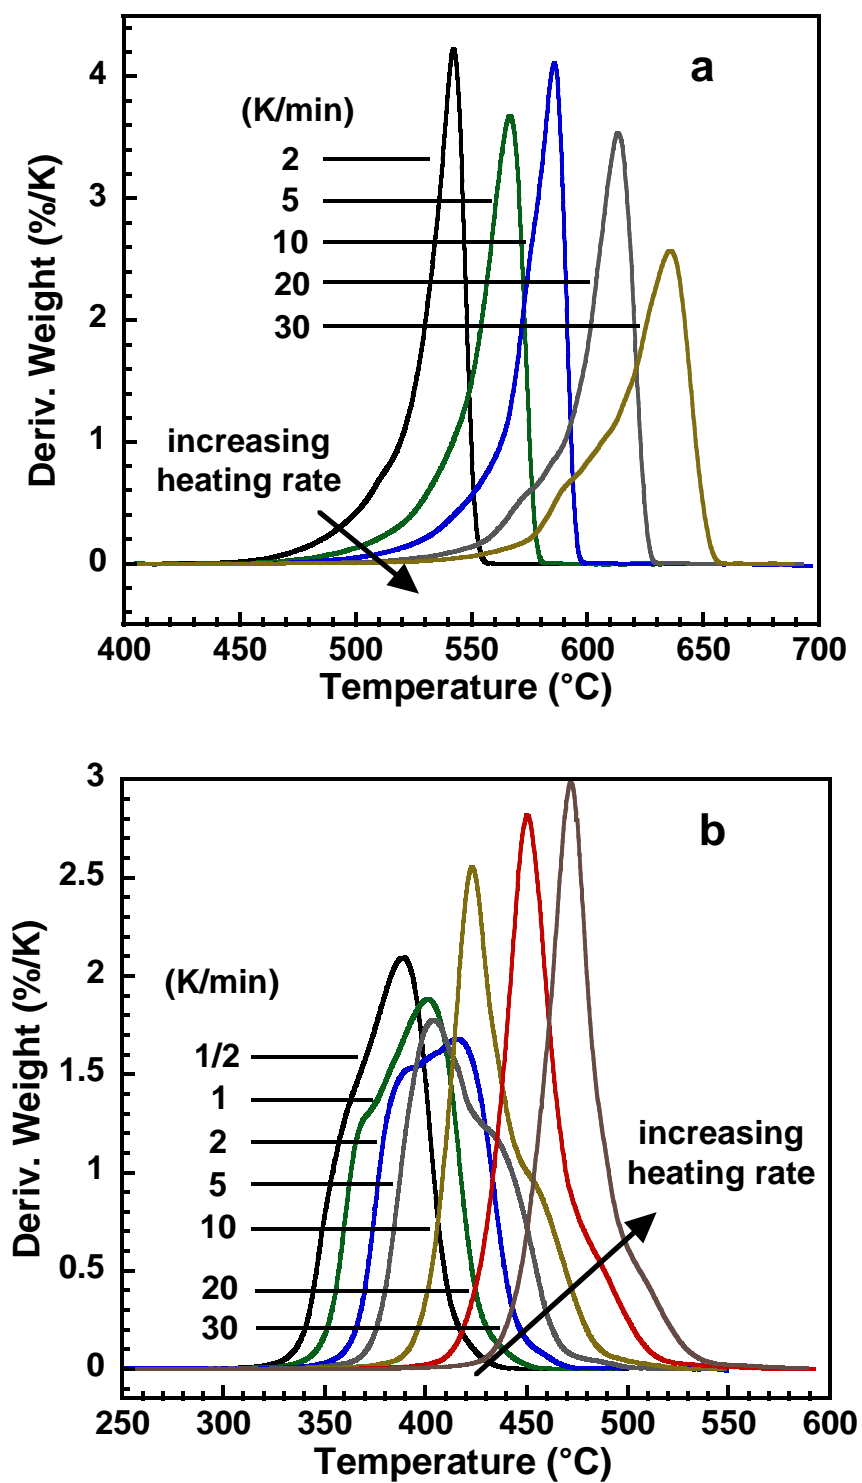 a
(K/min)
2
5
10
20
30
increasing
heating rate
4
3
2
1
0
Deriv. Weight (%/K)
400 450 500 550 600 650 700
Temperature (°C)
b
(K/min)
1/2
1
2
5
10
20
30
increasing
heating rate
3
2.5
2
1.5
1
0.5
0
Deriv. Weight (%/K)
250 300 350 400 450 500 550 600
Temperature (°C)